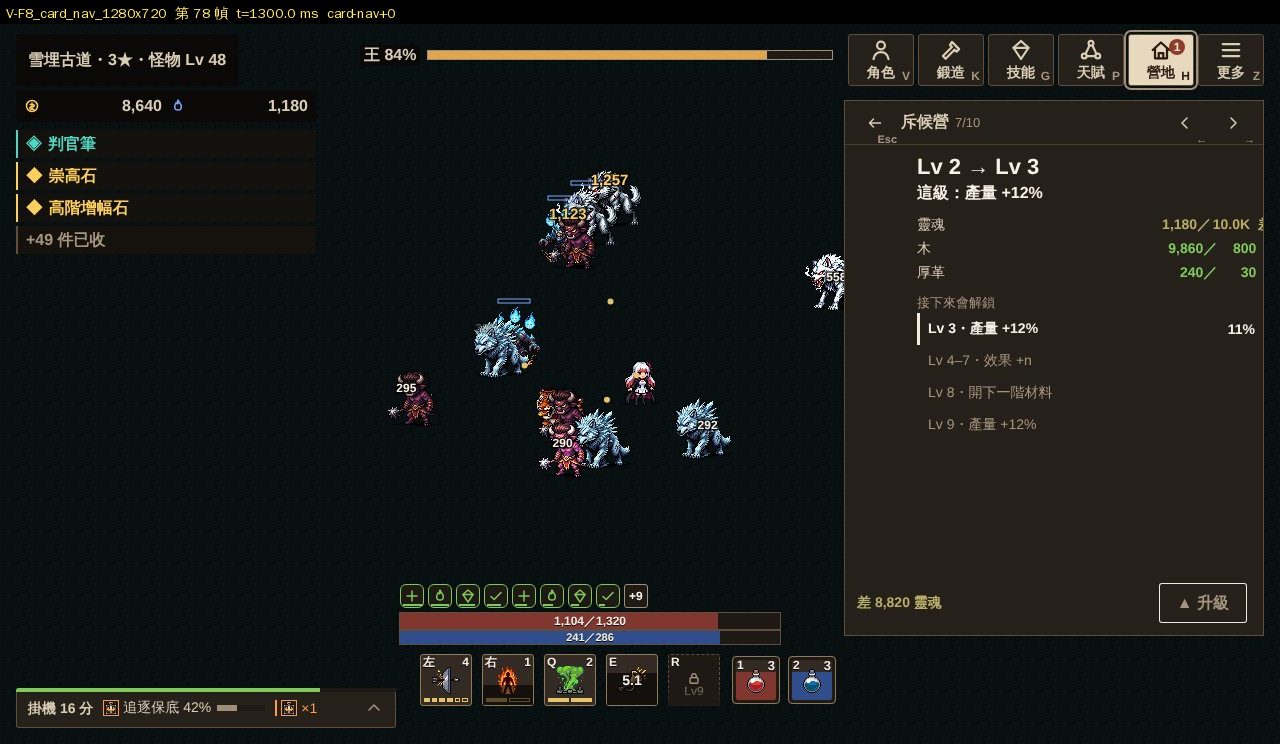 V-F8_card_nav_1280x720 第 78 幀 t=1300.0 ms card-nav+0
雪埋古道・3★・怪物 Lv 48
王 84%
角色 V
鍛造 K
技能 G
天賦 P
營地 H 1
更多 Z
8,640 1,180
判官筆
崇高石
高階增幅石
+49 件已收
← 斥候營 7/10
Esc ← →
Lv 2 → Lv 3
這級：產量 +12%
靈魂 1,180／10.0K
木 9,860／ 800
厚革 240／ 30
接下來會解鎖
Lv 3・產量 +12% 11%
Lv 4–7・效果 +n
Lv 8・開下一階材料
Lv 9・產量 +12%
差 8,820 靈魂
▲ 升級
1,257
1,123
558
295
290
292
+9
1,104／1,320
241／286
左 4
右 1
Q 2
E 5.1
R Lv9
1 3
2 3
掛機 16 分 追逐保底 42% ×1